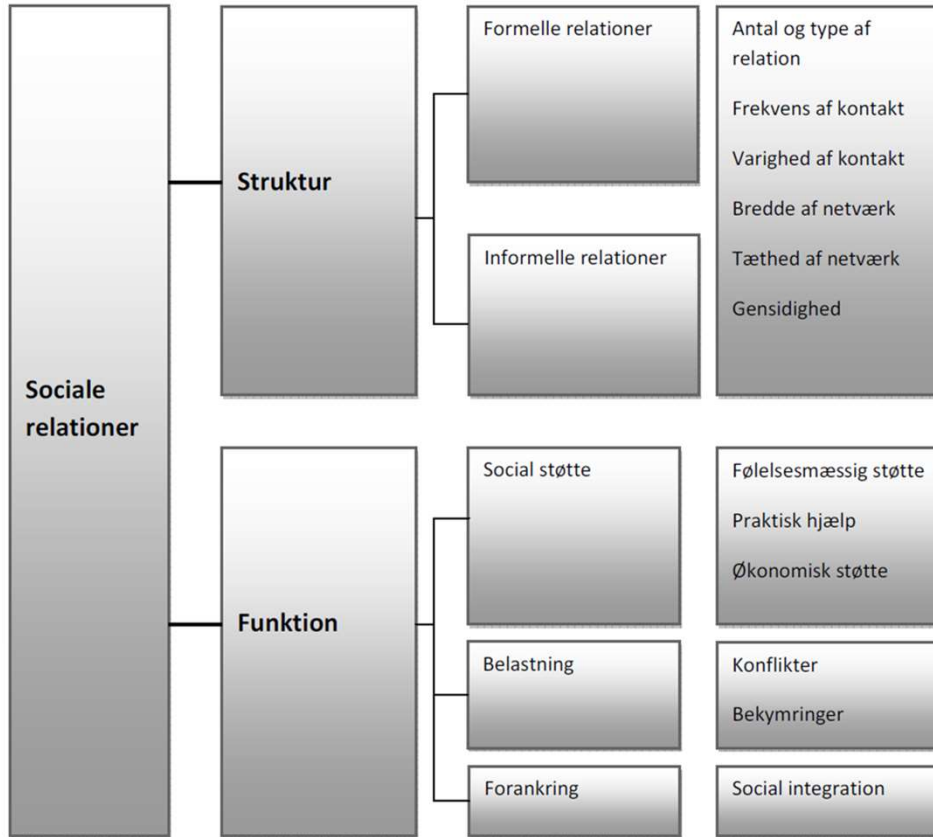 Sociale
relationer
Struktur
Formelle relationer
Informelle relationer
Antal og type af
relation
Frekvens af kontakt
Varighed af kontakt
Bredde af netværk
Tæthed af netværk
Gensidighed
Funktion
Social støtte
Følelsesmæssig støtte
Praktisk hjælp
Økonomisk støtte
Belastning
Konflikter
Bekymringer
Forankring
Social integration